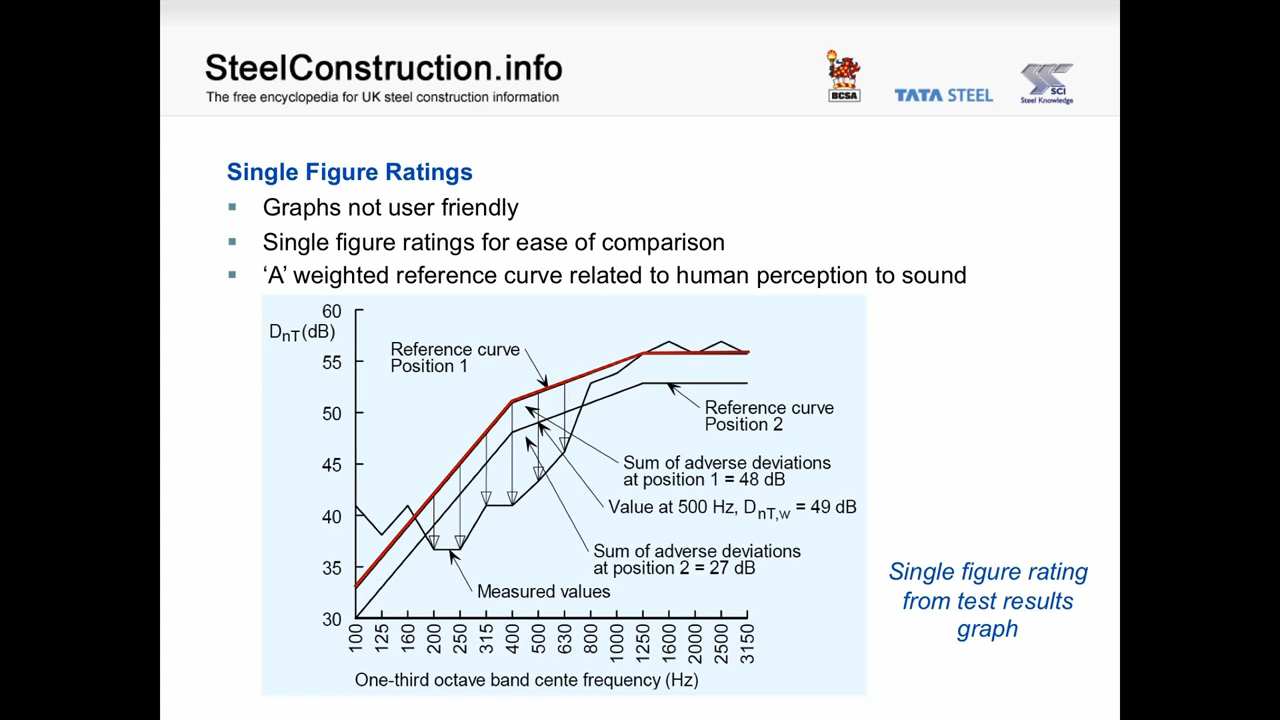 SteelConstruction.info
The free encyclopedia for UK steel construction information
BCSA
TATA STEEL
SCI
Steel Knowledge
Single Figure Ratings
Graphs not user friendly
Single figure ratings for ease of comparison
‘A’ weighted reference curve related to human perception to sound
60
DnT (dB)
55
50
45
40
35
30
Reference curve
Position 1
Reference curve
Position 2
Sum of adverse deviations
at position 1 = 48 dB
Value at 500 Hz, DnT,w = 49 dB
Sum of adverse deviations
at position 2 = 27 dB
Measured values
100 125 160 200 250 315 400 500 630 800 1000 1250 1600 2000 2500 3150
One-third octave band cente frequency (Hz)
Single figure rating
from test results
graph